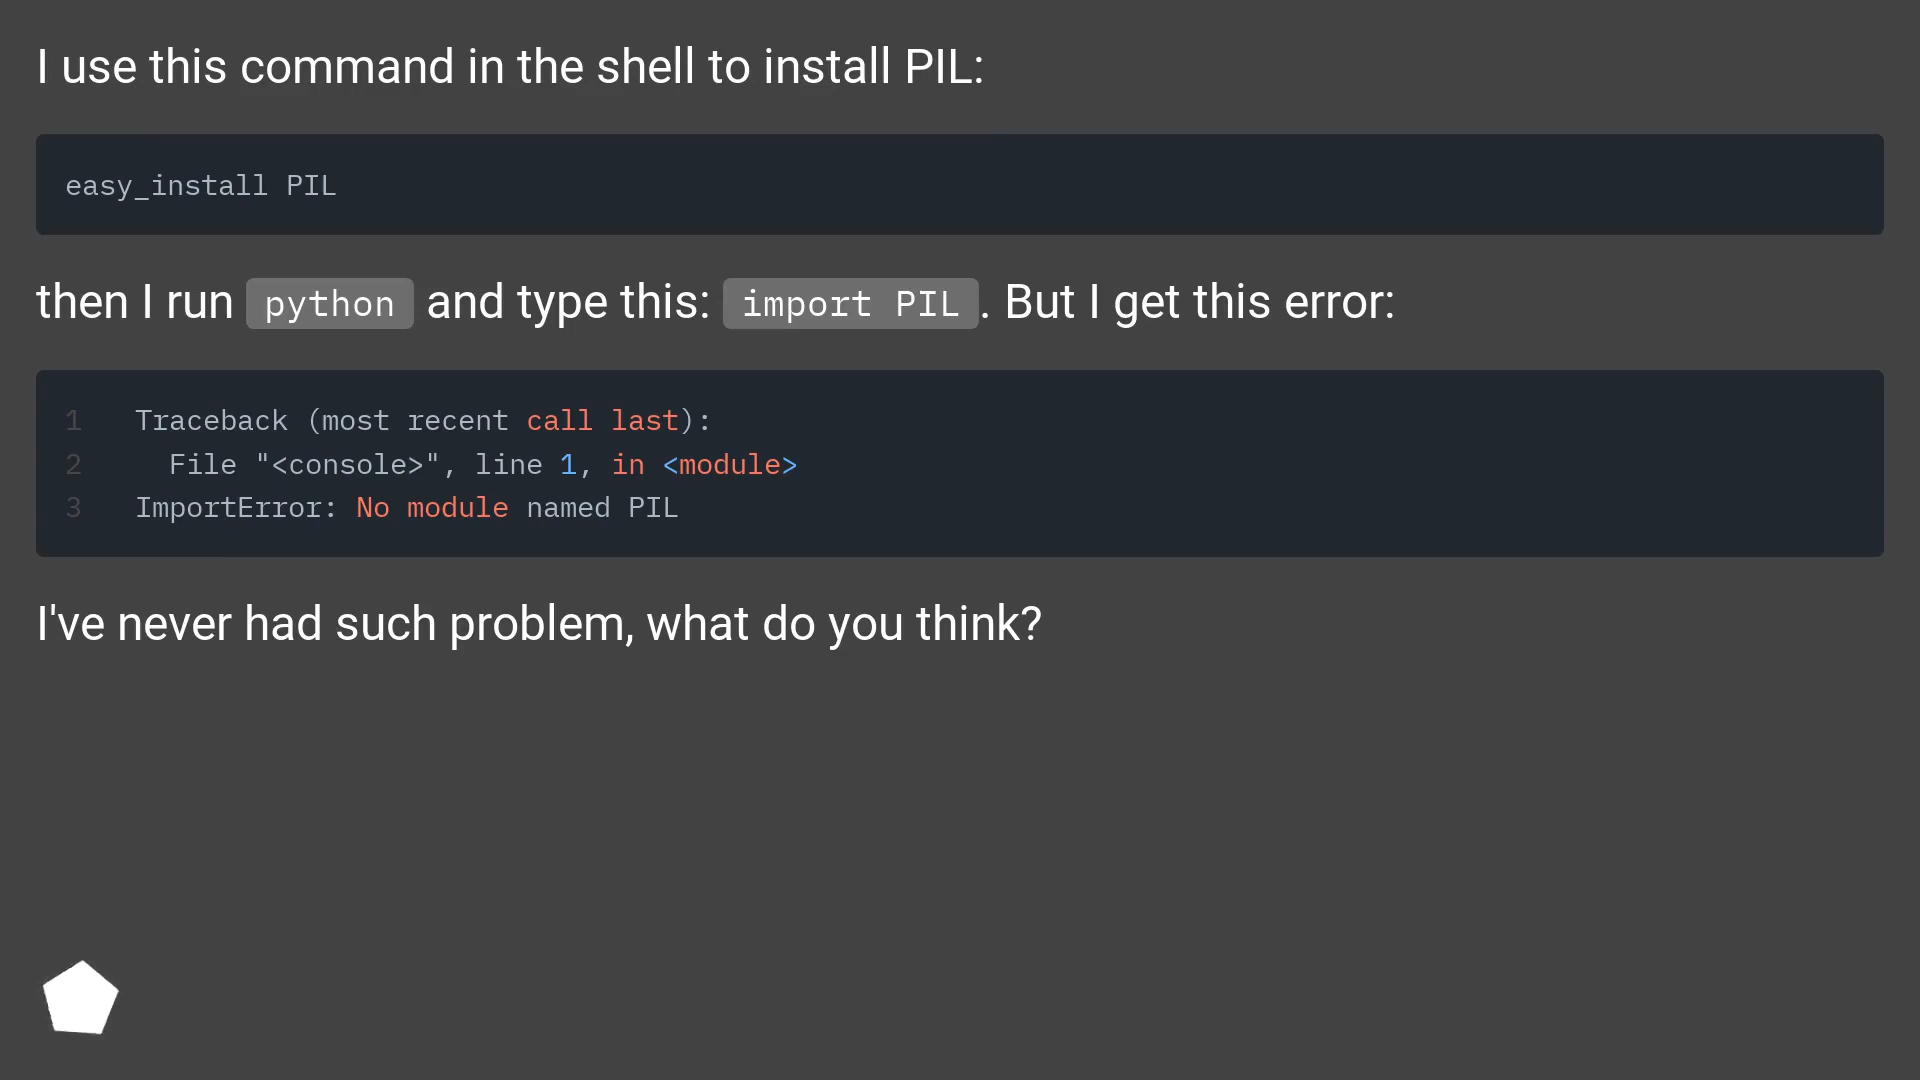 I use this command in the shell to install PIL:
easy_install PIL
then I run python and type this: import PIL. But I get this error:
1 Traceback (most recent call last):
2 File "<console>", line 1, in <module>
3 ImportError: No module named PIL
I've never had such problem, what do you think?